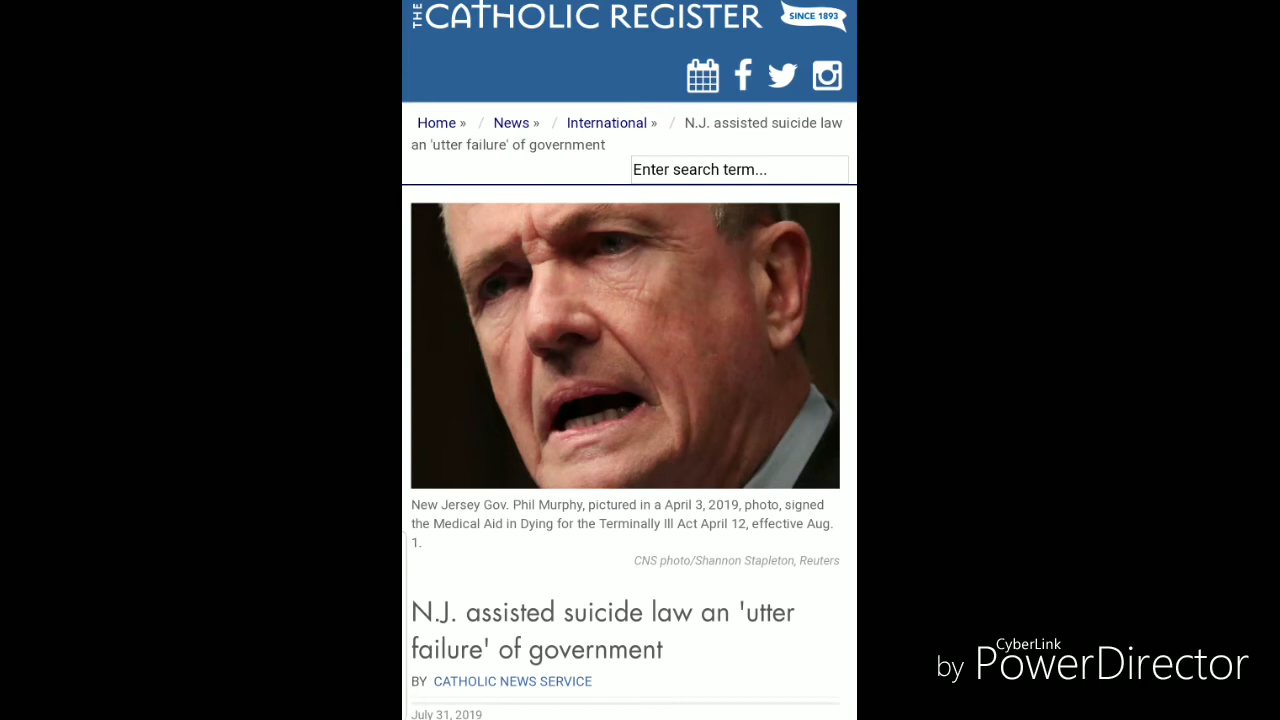 THE CATHOLIC REGISTER
SINCE 1893
Home » / News » / International » / N.J. assisted suicide law
an 'utter failure' of government
Enter search term...
New Jersey Gov. Phil Murphy, pictured in a April 3, 2019, photo, signed
the Medical Aid in Dying for the Terminally Ill Act April 12, effective Aug.
1.
CNS photo/Shannon Stapleton, Reuters
N.J. assisted suicide law an 'utter
failure' of government
BY CATHOLIC NEWS SERVICE
July 31, 2019
CyberLink
by PowerDirector